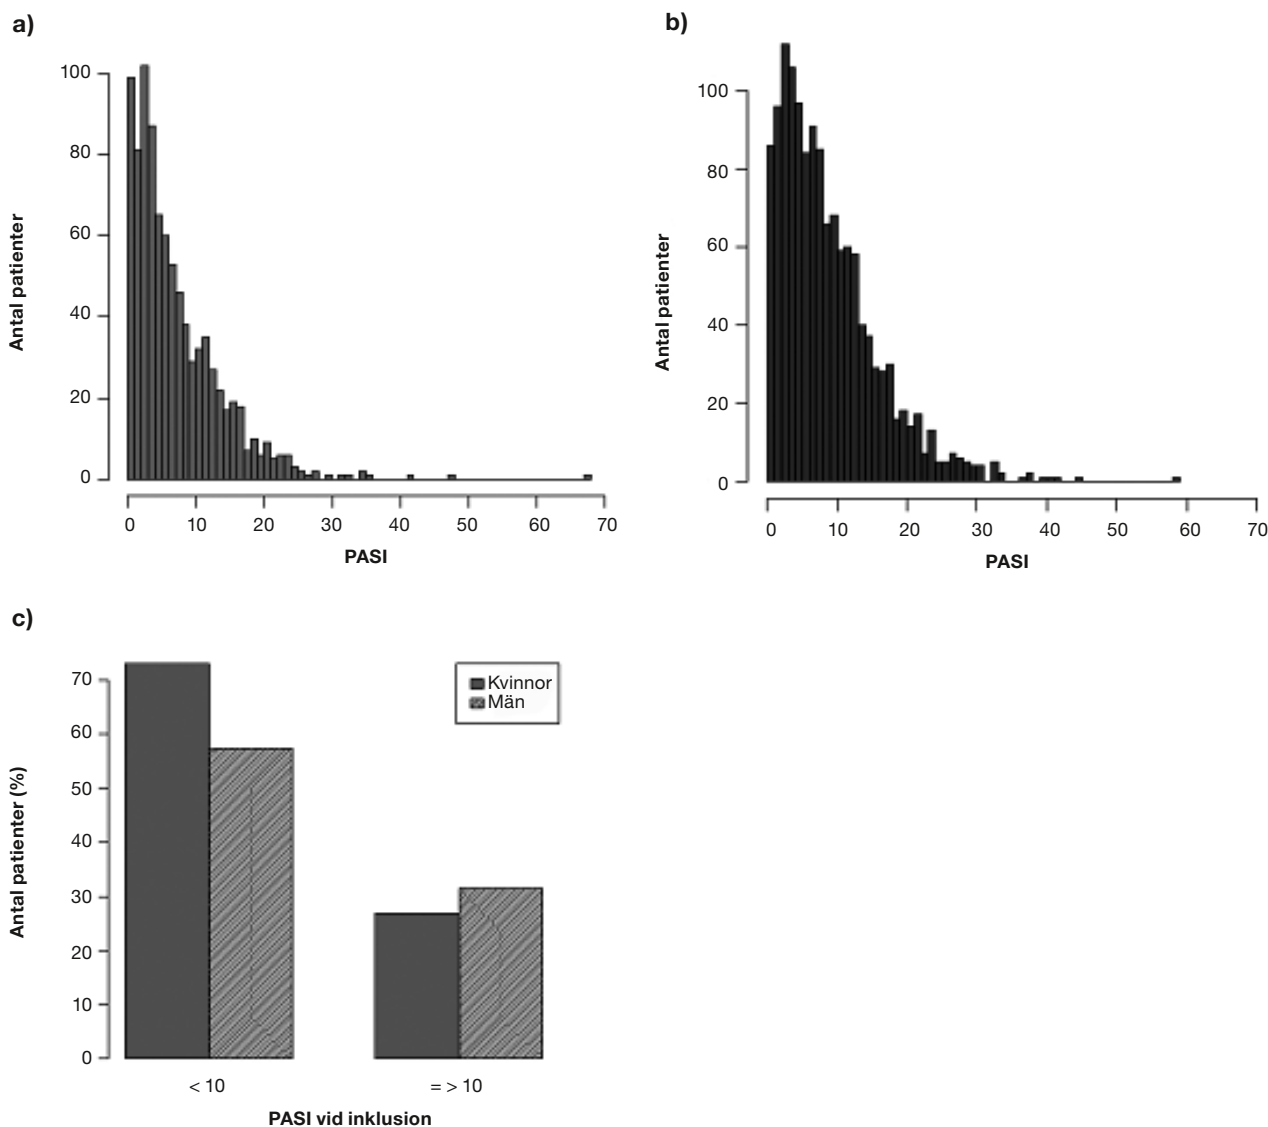 a)
100
80
60
40
20
0
Antal patienter
0 10 20 30 40 50 60 70
PASI
b)
100
80
60
40
20
0
Antal patienter
0 10 20 30 40 50 60 70
PASI
c)
70
60
50
40
30
20
10
0
Antal patienter (%)
Kvinnor
Män
< 10 = > 10
PASI vid inklusion